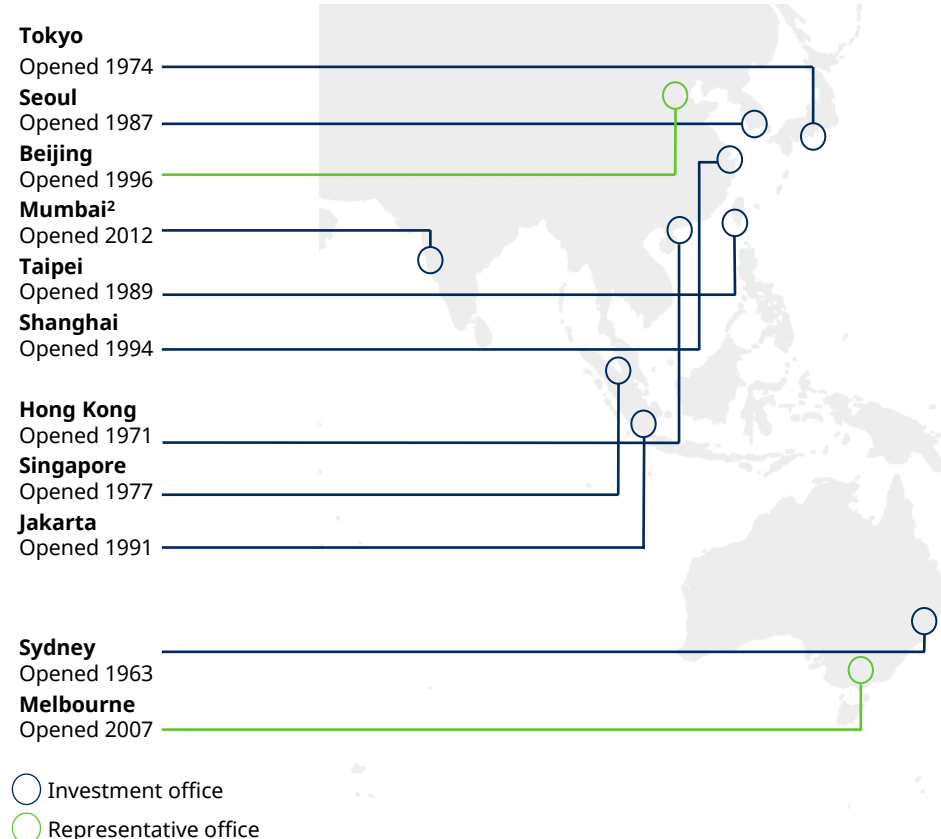 Tokyo
Opened 1974
Seoul
Opened 1987
Beijing
Opened 1996
Mumbai²
Opened 2012
Taipei
Opened 1989
Shanghai
Opened 1994
Hong Kong
Opened 1971
Singapore
Opened 1977
Jakarta
Opened 1991
Sydney
Opened 1963
Melbourne
Opened 2007
Investment office
Representative office